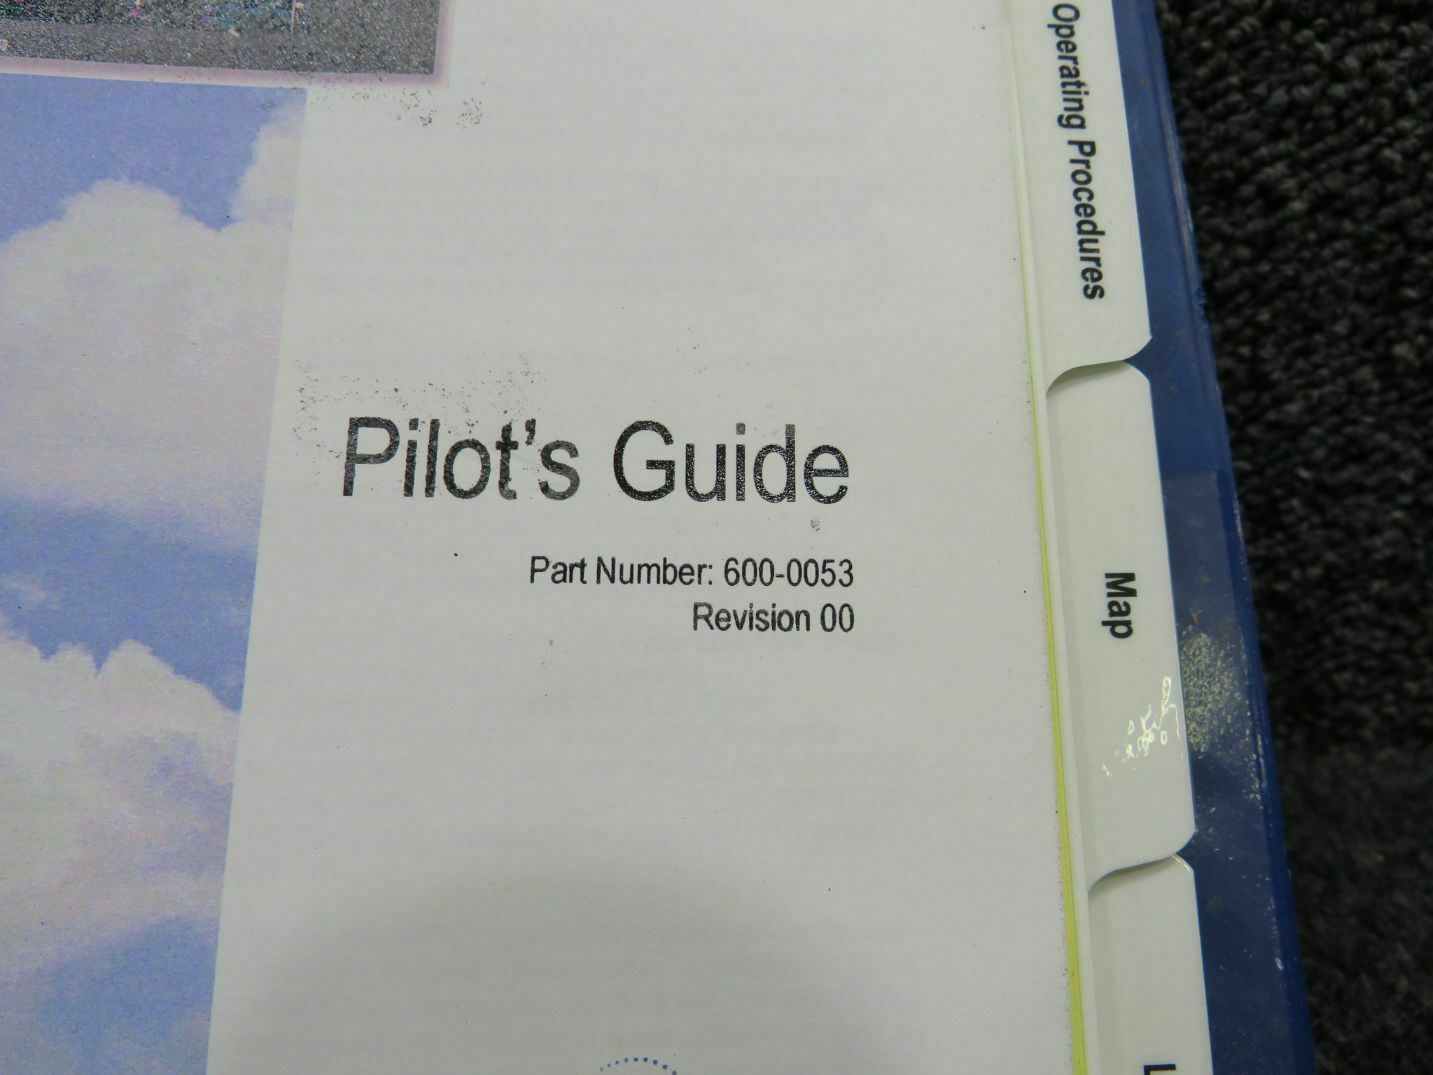 Pilot's Guide
Part Number: 600-0053
Revision 00
Operating Procedures
Map